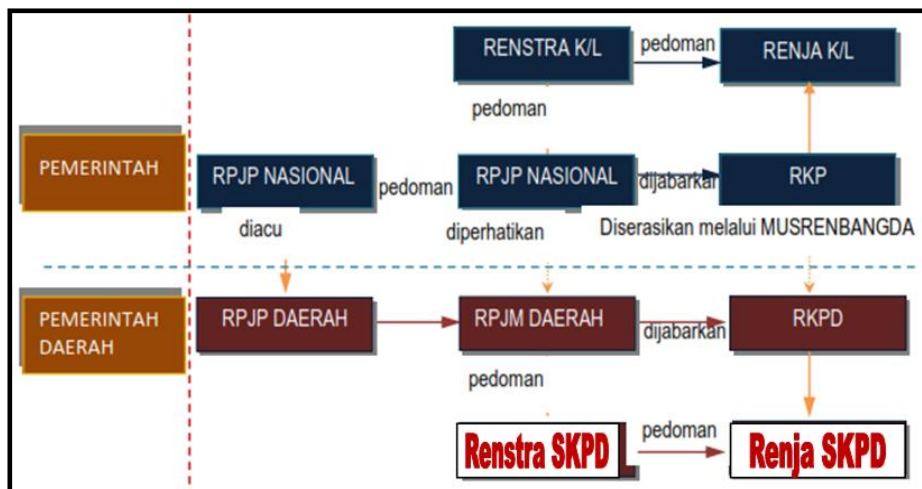 RENSTRA K/L
pedoman
RENJA K/L
pedoman
PEMERINTAH
RPJP NASIONAL
pedoman
RPJP NASIONAL
dijabarkan
RKP
diacu
diperhatikan
Diserasikan melalui MUSRENBANGDA
PEMERINTAH
DAERAH
RPJP DAERAH
RPJM DAERAH
dijabarkan
RKPD
pedoman
Renstra SKPD
pedoman
Renja SKPD